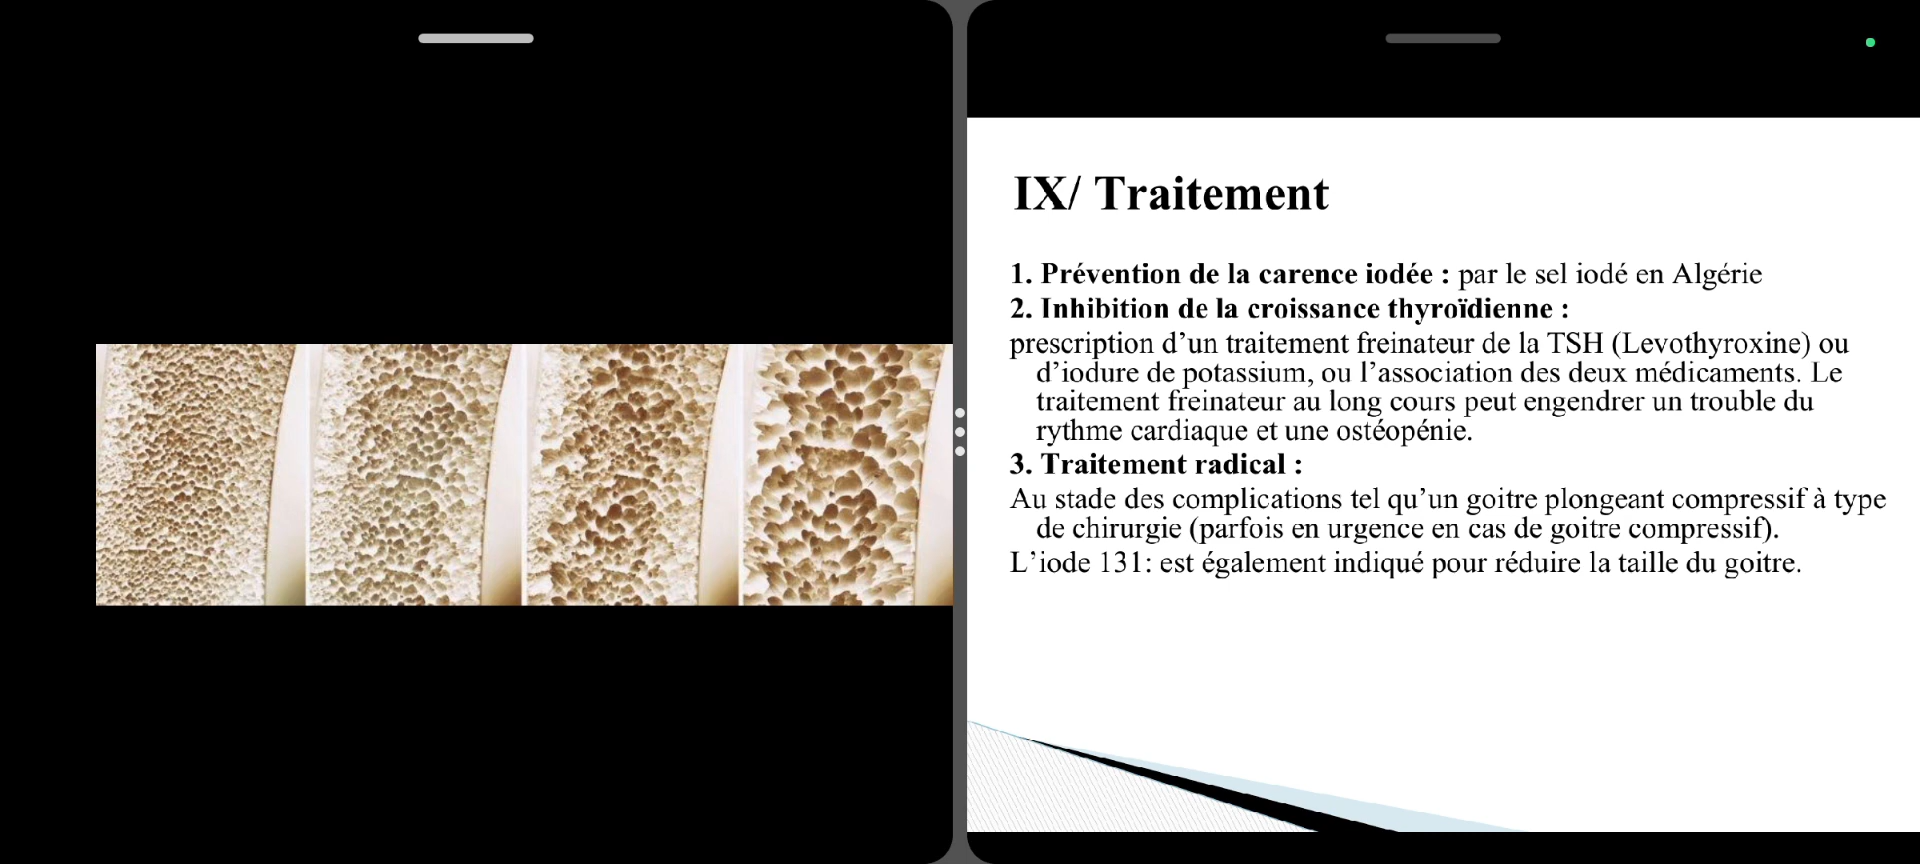 IX/ Traitement
1. Prévention de la carence iodée : par le sel iodé en Algérie
2. Inhibition de la croissance thyroïdienne :
prescription d’un traitement freinateur de la TSH (Levothyroxine) ou
d’iodure de potassium, ou l’association des deux médicaments. Le
traitement freinateur au long cours peut engendrer un trouble du
rythme cardiaque et une ostéopénie.
3. Traitement radical :
Au stade des complications tel qu’un goitre plongeant compressif à type
de chirurgie (parfois en urgence en cas de goitre compressif).
L’iode 131: est également indiqué pour réduire la taille du goitre.